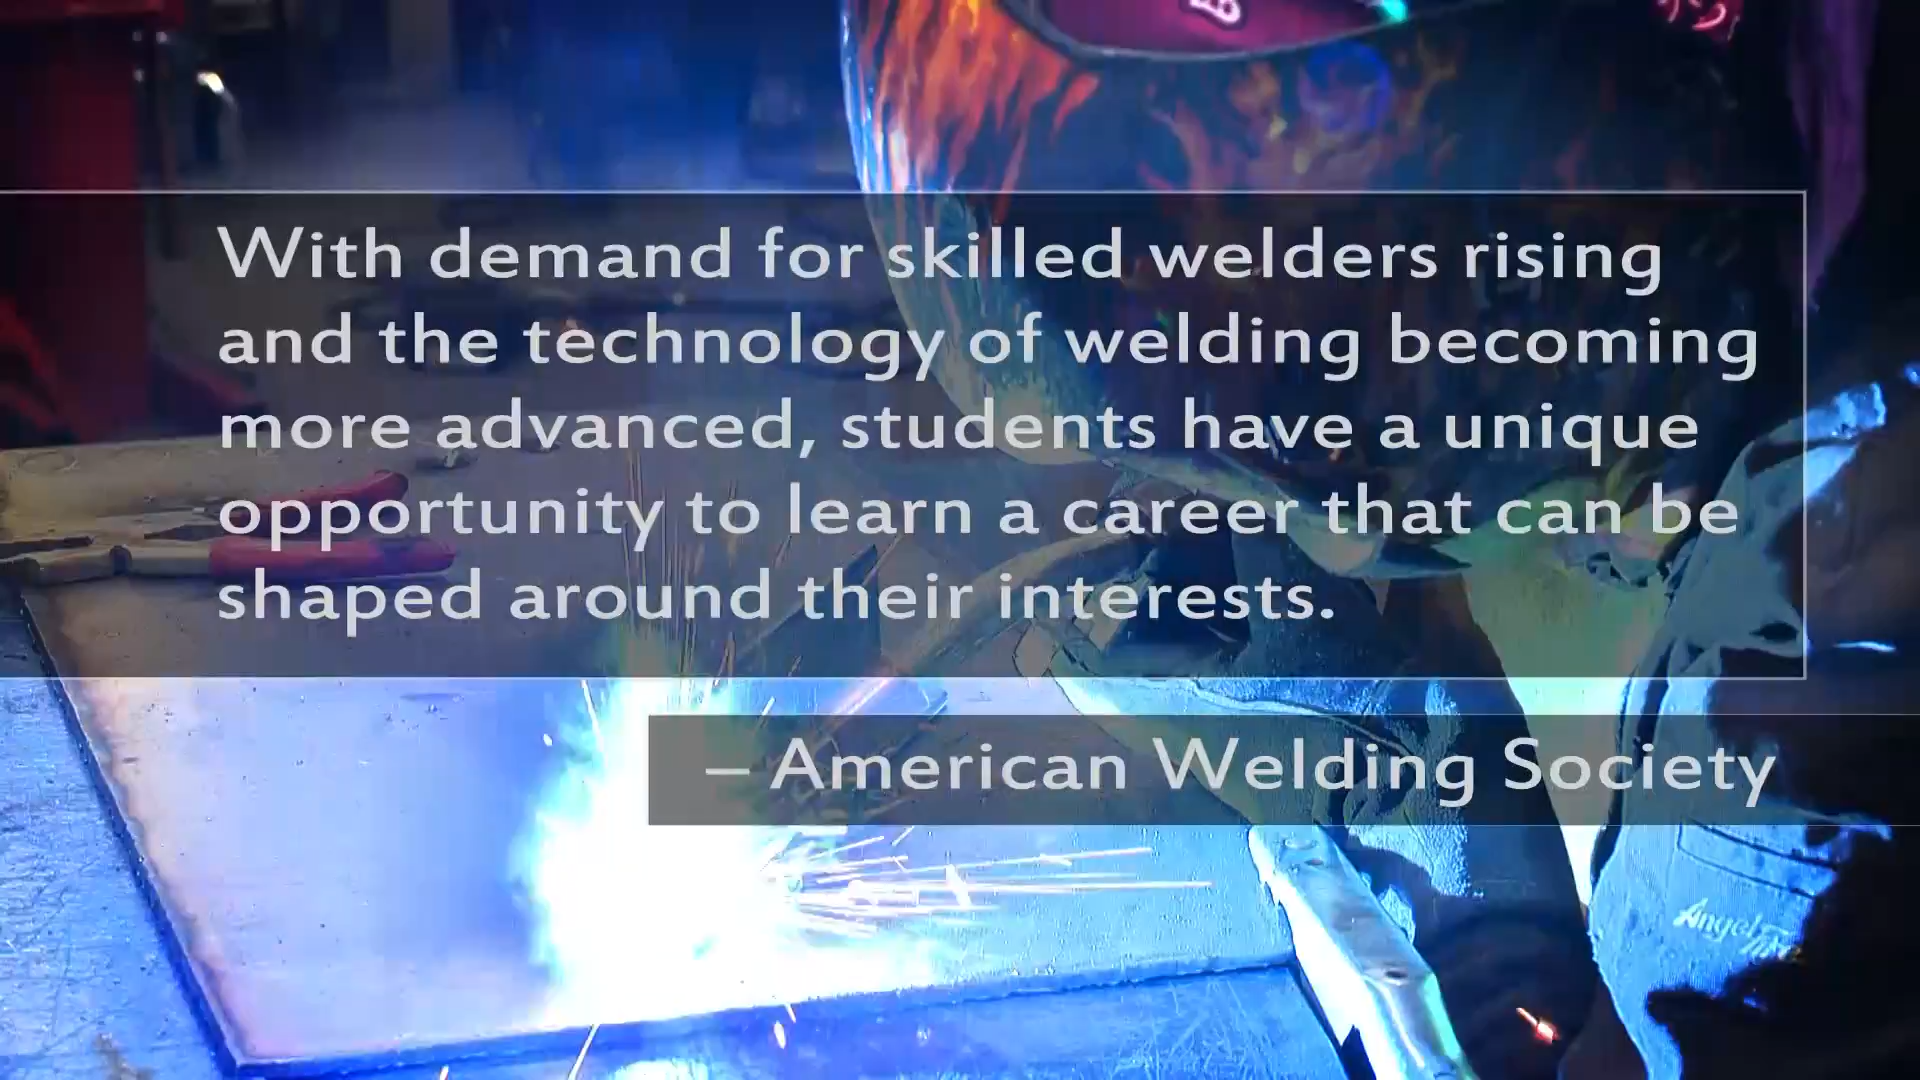 With demand for skilled welders rising
and the technology of welding becoming
more advanced, students have a unique
opportunity to learn a career that can be
shaped around their interests.
– American Welding Society